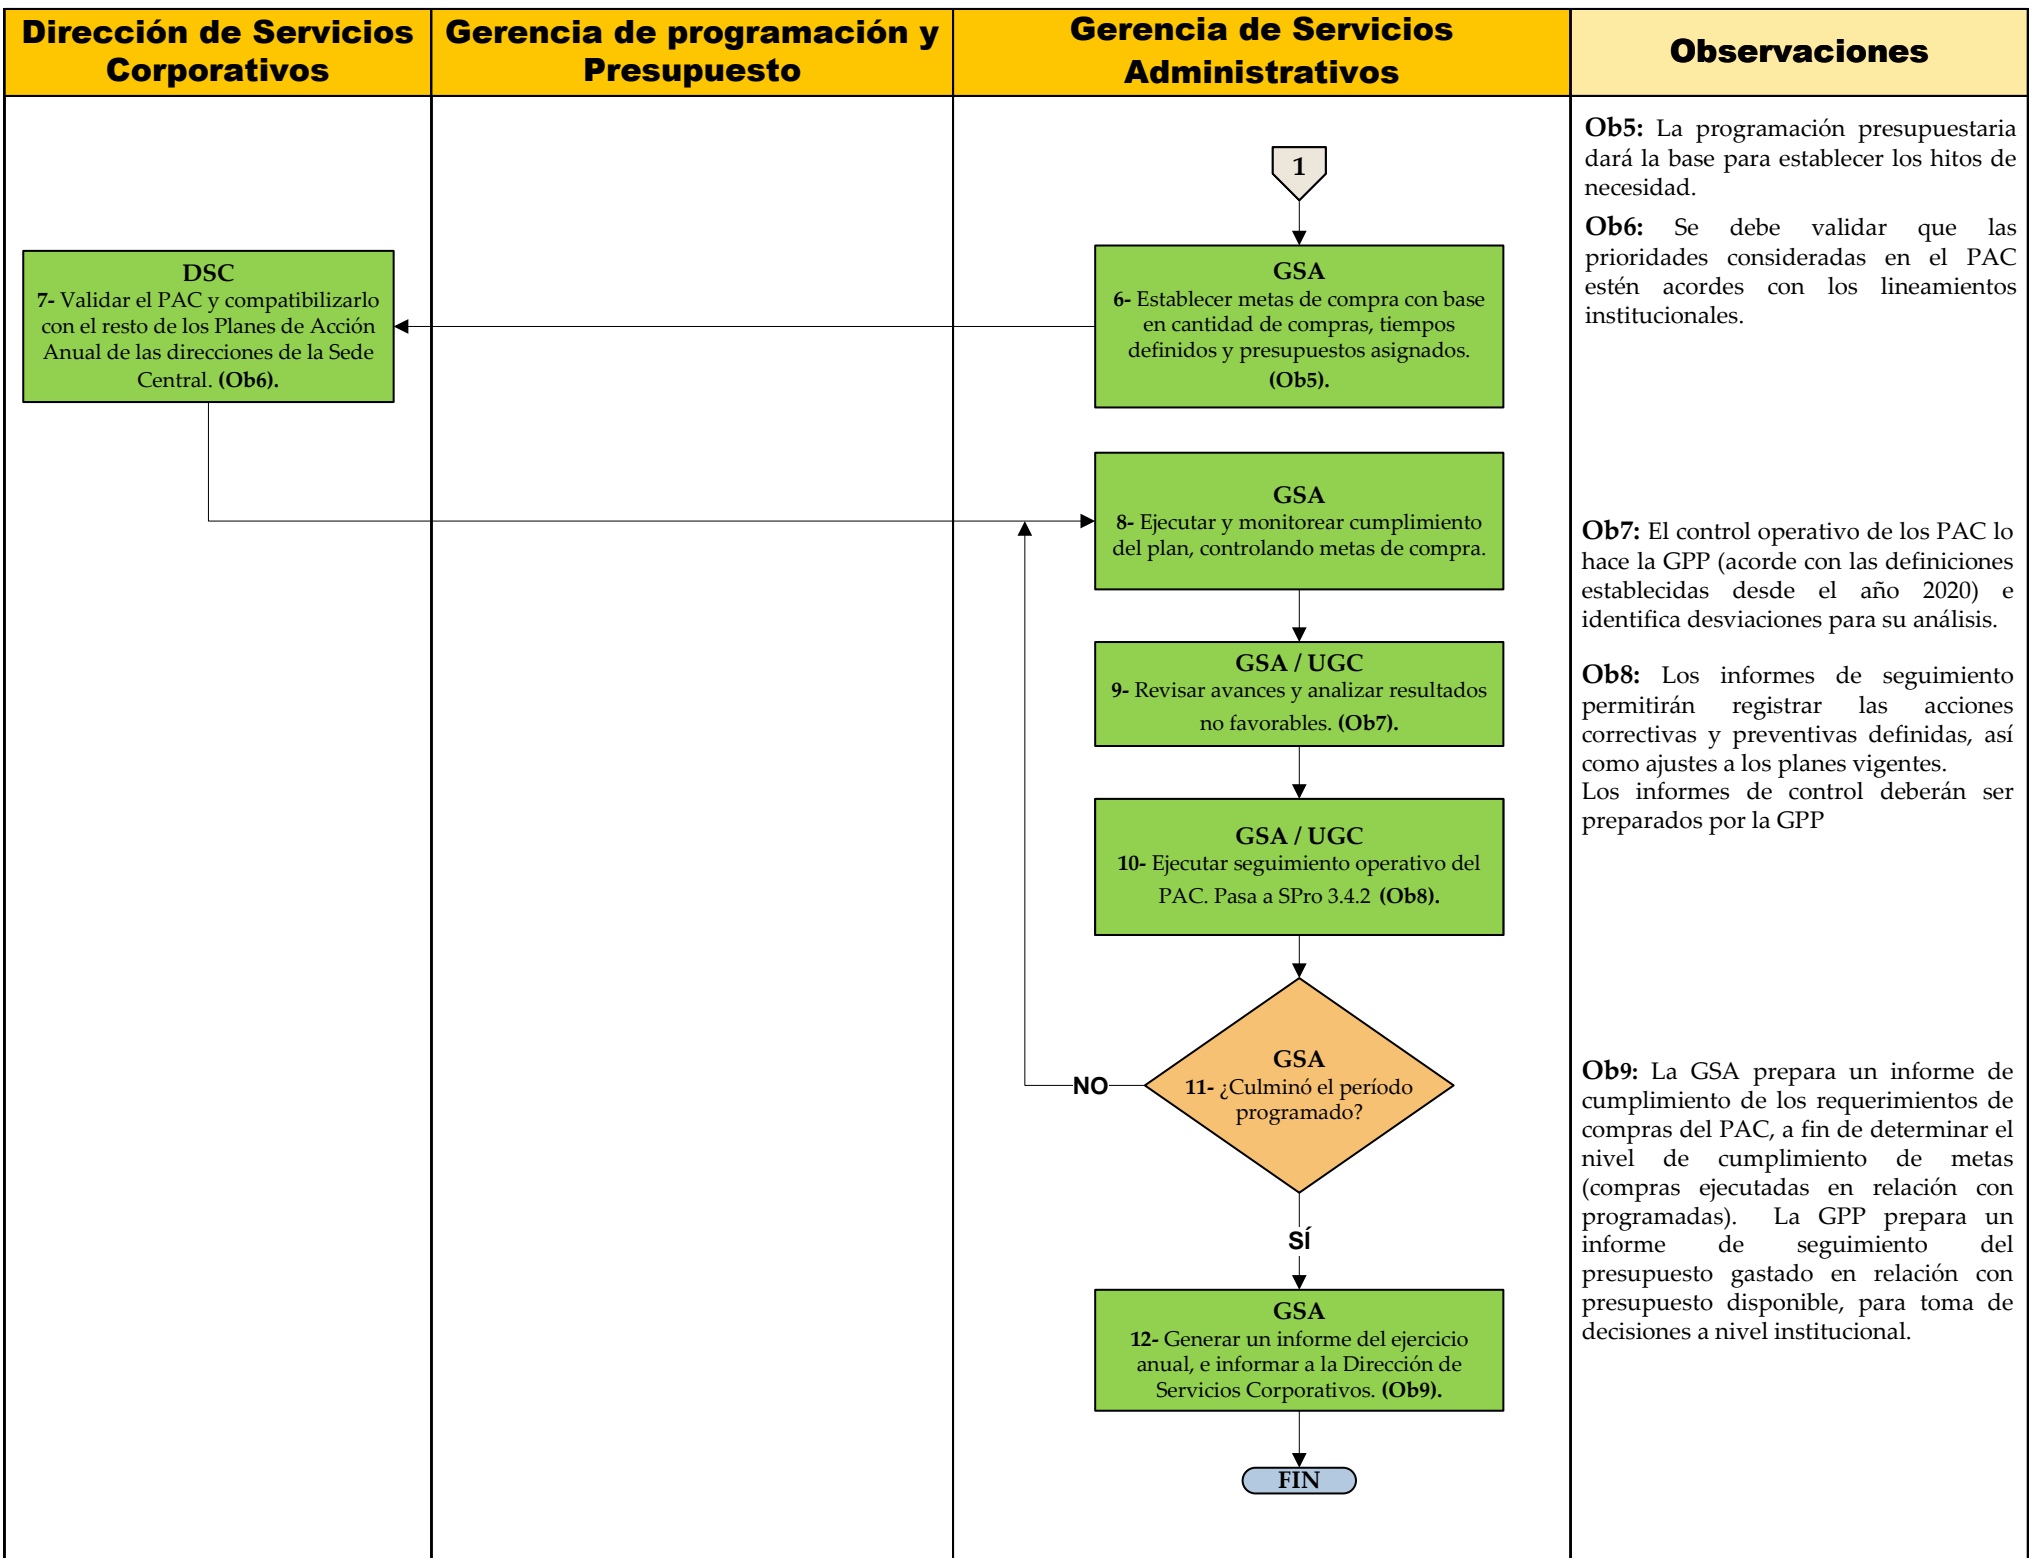 Dirección de Servicios
Corporativos
Gerencia de programación y
Presupuesto
Gerencia de Servicios
Administrativos
Observaciones
1
GSA
6- Establecer metas de compra con base
en cantidad de compras, tiempos
definidos y presupuestos asignados.
(Ob5).
DSC
7- Validar el PAC y compatibilizarlo
con el resto de los Planes de Acción
Anual de las direcciones de la Sede
Central. (Ob6).
GSA
8- Ejecutar y monitorear cumplimiento
del plan, controlando metas de compra.
GSA / UGC
9- Revisar avances y analizar resultados
no favorables. (Ob7).
GSA / UGC
10- Ejecutar seguimiento operativo del
PAC. Pasa a SPro 3.4.2 (Ob8).
GSA
11- ¿Culminó el período
programado?
NO
SÍ
GSA
12- Generar un informe del ejercicio
anual, e informar a la Dirección de
Servicios Corporativos. (Ob9).
FIN
Ob5: La programación presupuestaria
dará la base para establecer los hitos de
necesidad.
Ob6: Se debe validar que las
prioridades consideradas en el PAC
estén acordes con los lineamientos
institucionales.
Ob7: El control operativo de los PAC lo
hace la GPP (acorde con las definiciones
establecidas desde el año 2020) e
identifica desviaciones para su análisis.
Ob8: Los informes de seguimiento
permitirán registrar las acciones
correctivas y preventivas definidas, así
como ajustes a los planes vigentes.
Los informes de control deberán ser
preparados por la GPP
Ob9: La GSA prepara un informe de
cumplimiento de los requerimientos de
compras del PAC, a fin de determinar el
nivel de cumplimiento de metas
(compras ejecutadas en relación con
programadas). La GPP prepara un
informe de seguimiento del
presupuesto gastado en relación con
presupuesto disponible, para toma de
decisiones a nivel institucional.